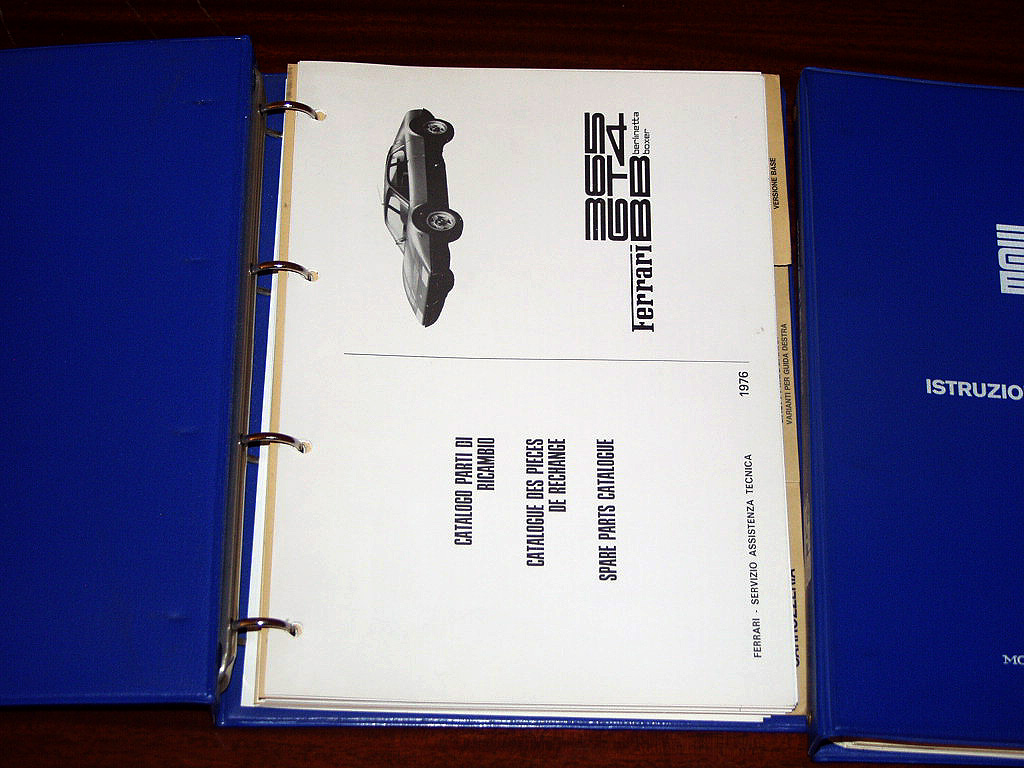 365
GT4
BB berlinetta
boxer
Ferrari
CATALOGO PARTI DI
RICAMBIO
CATALOGUE DES PIECES
DE RECHANGE
SPARE PARTS CATALOGUE
1976
FERRARI - SERVIZIO ASSISTENZA TECNICA
VERSIONE BASE
VARIANTI PER GUIDA DESTRA
CARROZZERIA
ISTRUZIO